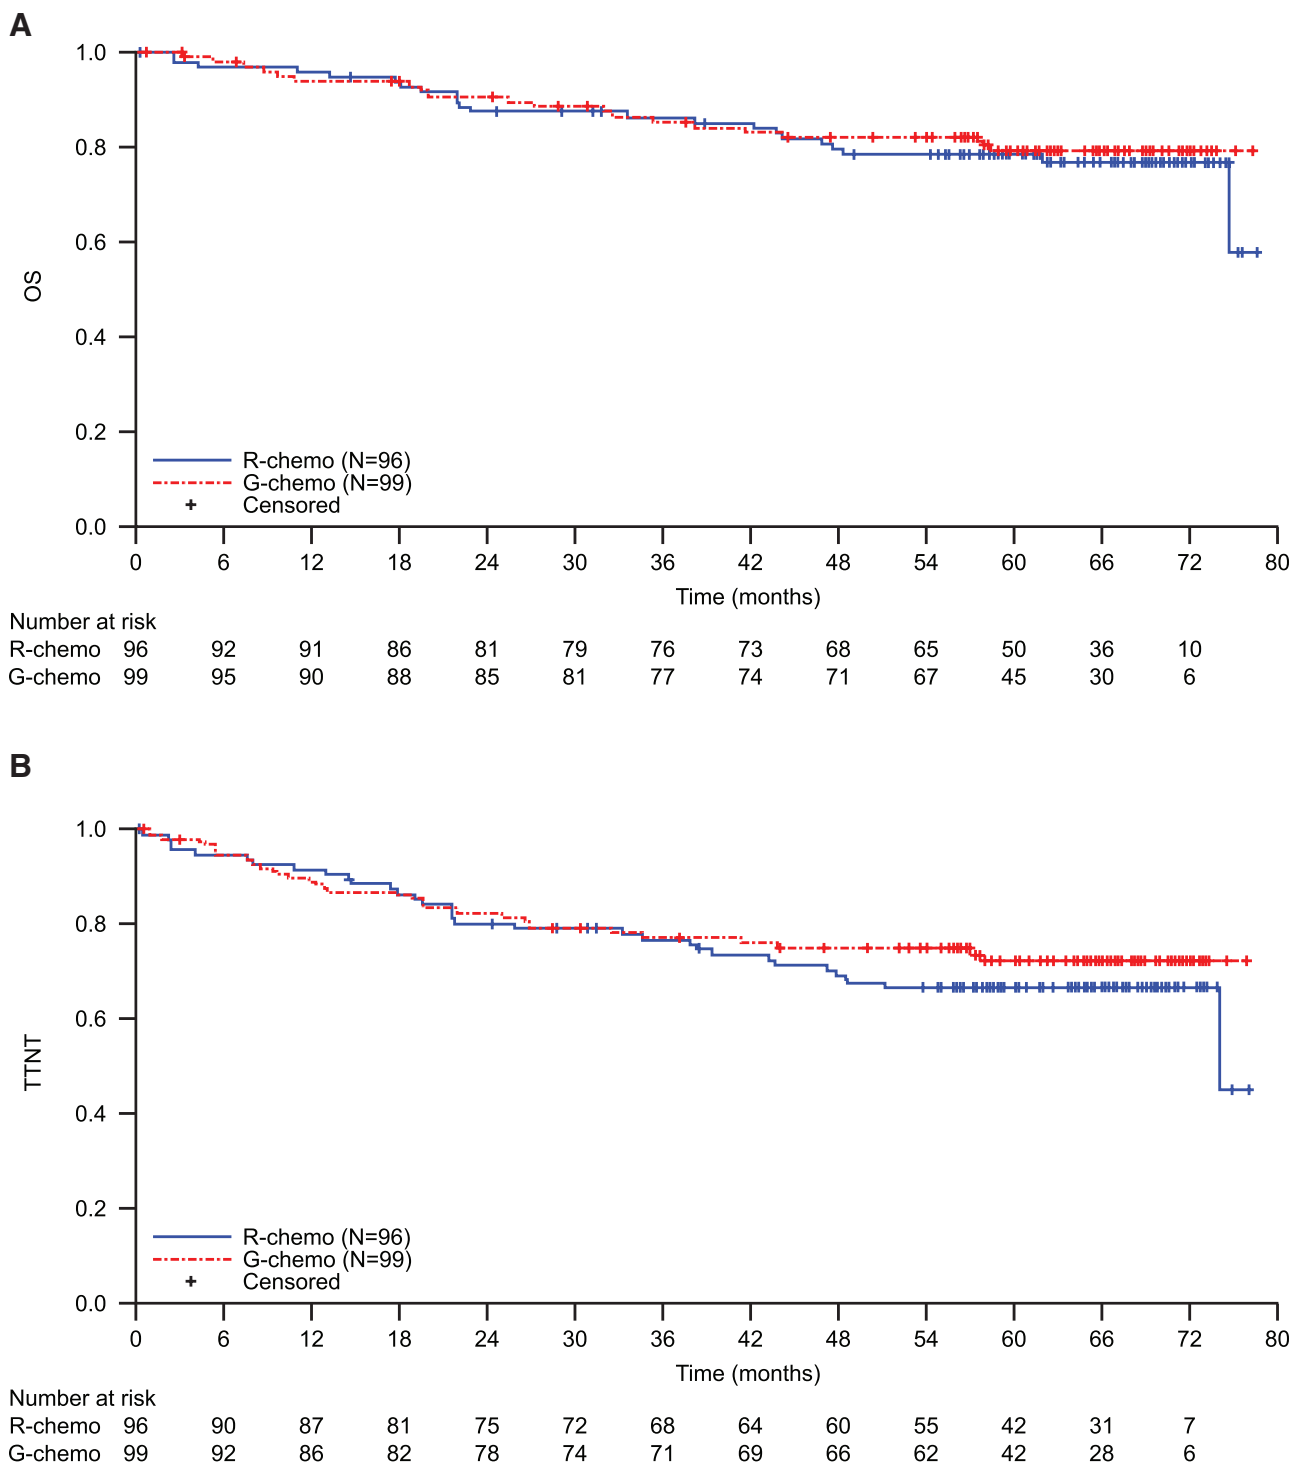 A
1.0
0.8
0.6
0.4
0.2
0.0
OS
R-chemo (N=96)
G-chemo (N=99)
Censored
0 6 12 18 24 30 36 42 48 54 60 66 72 80
Time (months)
Number at risk
R-chemo 96 92 91 86 81 79 76 73 68 65 50 36 10
G-chemo 99 95 90 88 85 81 77 74 71 67 45 30 6
B
1.0
0.8
0.6
0.4
0.2
0.0
TTNT
R-chemo (N=96)
G-chemo (N=99)
Censored
0 6 12 18 24 30 36 42 48 54 60 66 72 80
Time (months)
Number at risk
R-chemo 96 90 87 81 75 72 68 64 60 55 42 31 7
G-chemo 99 92 86 82 78 74 71 69 66 62 42 28 6